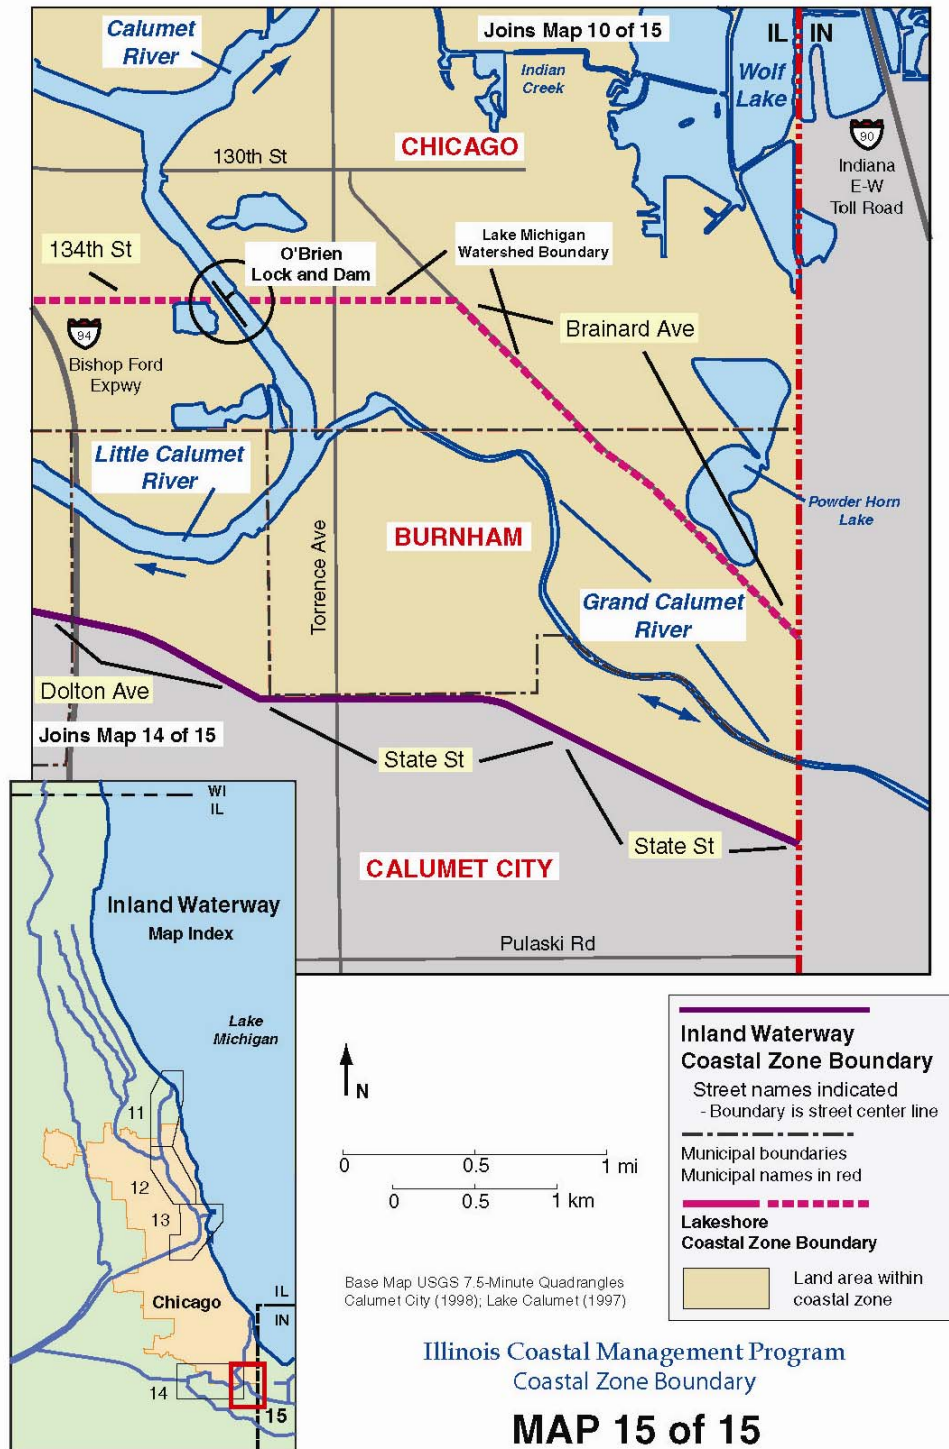 Calumet
River
Joins Map 10 of 15
IL
IN
Indian
Creek
Wolf
Lake
90
Indiana
E-W
Toll Road
CHICAGO
130th St
134th St
O'Brien
Lock and Dam
Lake Michigan
Watershed Boundary
Brainard Ave
94
Bishop Ford
Expwy
Little Calumet
River
Powder Horn
Lake
BURNHAM
Torrence Ave
Grand Calumet
River
Dolton Ave
Joins Map 14 of 15
State St
State St
CALUMET CITY
Pulaski Rd
WI
IL
Inland Waterway
Map Index
Lake
Michigan
11
12
13
Chicago
IL
IN
14
15
N
0
0.5
1 mi
0
0.5
1 km
Base Map USGS 7.5-Minute Quadrangles
Calumet City (1998); Lake Calumet (1997)
Inland Waterway
Coastal Zone Boundary
Street names indicated
- Boundary is street center line
Municipal boundaries
Municipal names in red
Lakeshore
Coastal Zone Boundary
Land area within
coastal zone
Illinois Coastal Management Program
Coastal Zone Boundary
MAP 15 of 15